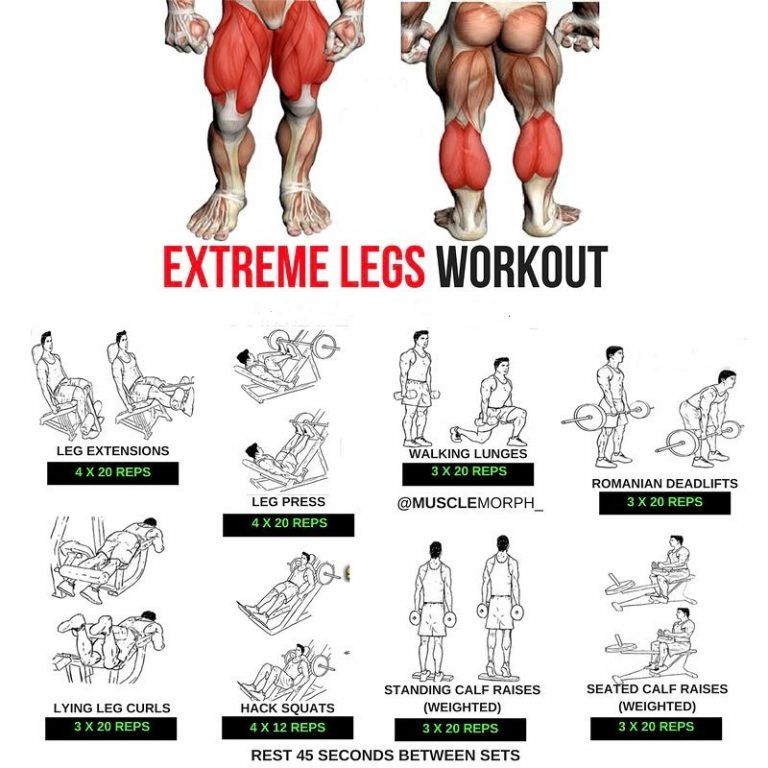 EXTREME LEGS WORKOUT
LEG EXTENSIONS
4 X 20 REPS
LEG PRESS
4 X 20 REPS
WALKING LUNGES
3 X 20 REPS
@MUSCLEMORPH_
ROMANIAN DEADLIFTS
3 X 20 REPS
LYING LEG CURLS
3 X 20 REPS
HACK SQUATS
4 X 12 REPS
STANDING CALF RAISES
(WEIGHTED)
3 X 20 REPS
SEATED CALF RAISES
(WEIGHTED)
3 X 20 REPS
REST 45 SECONDS BETWEEN SETS